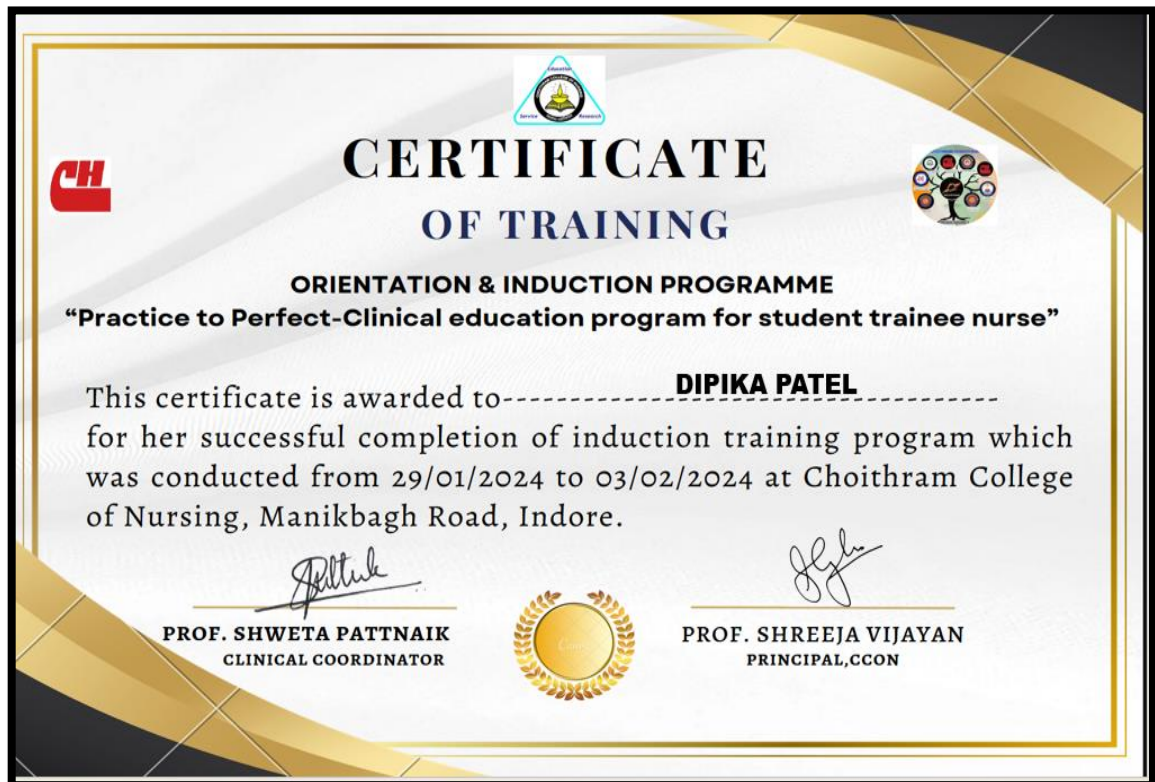 Education
Service Research
CH
CERTIFICATE
OF TRAINING
ORIENTATION & INDUCTION PROGRAMME
“Practice to Perfect-Clinical education program for student trainee nurse”
This certificate is awarded to-----------DIPIKA PATEL-----------
for her successful completion of induction training program which
was conducted from 29/01/2024 to 03/02/2024 at Choithram College
of Nursing, Manikbagh Road, Indore.
PROF. SHWETA PATTNAIK
CLINICAL COORDINATOR
PROF. SHREEJA VIJAYAN
PRINCIPAL,CCON